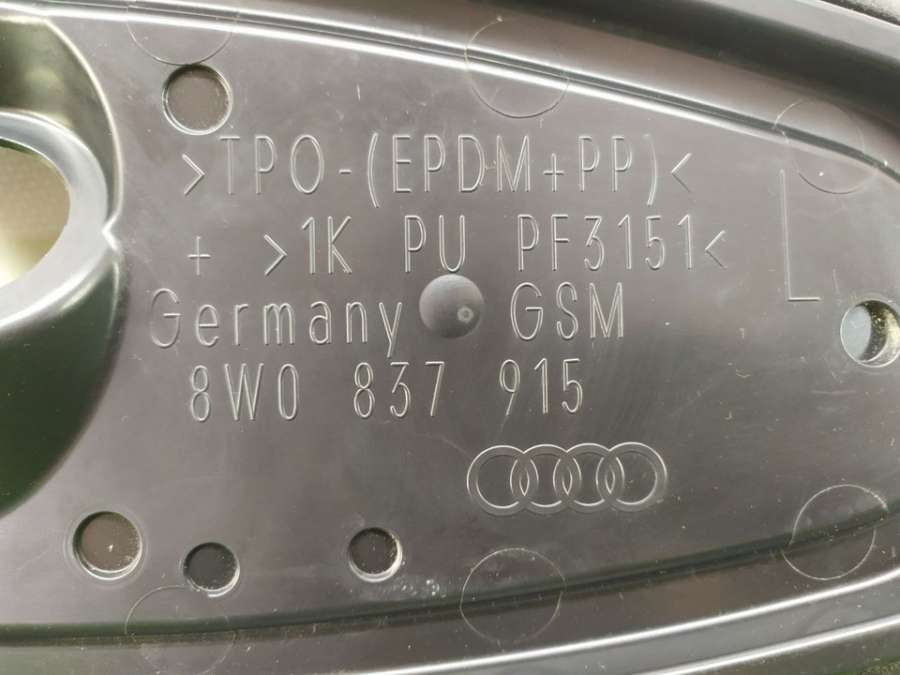 >TPO-(EPDM+PP)<
+ >1K PU PF3151<
L
Germany GSM
8W0 837 915